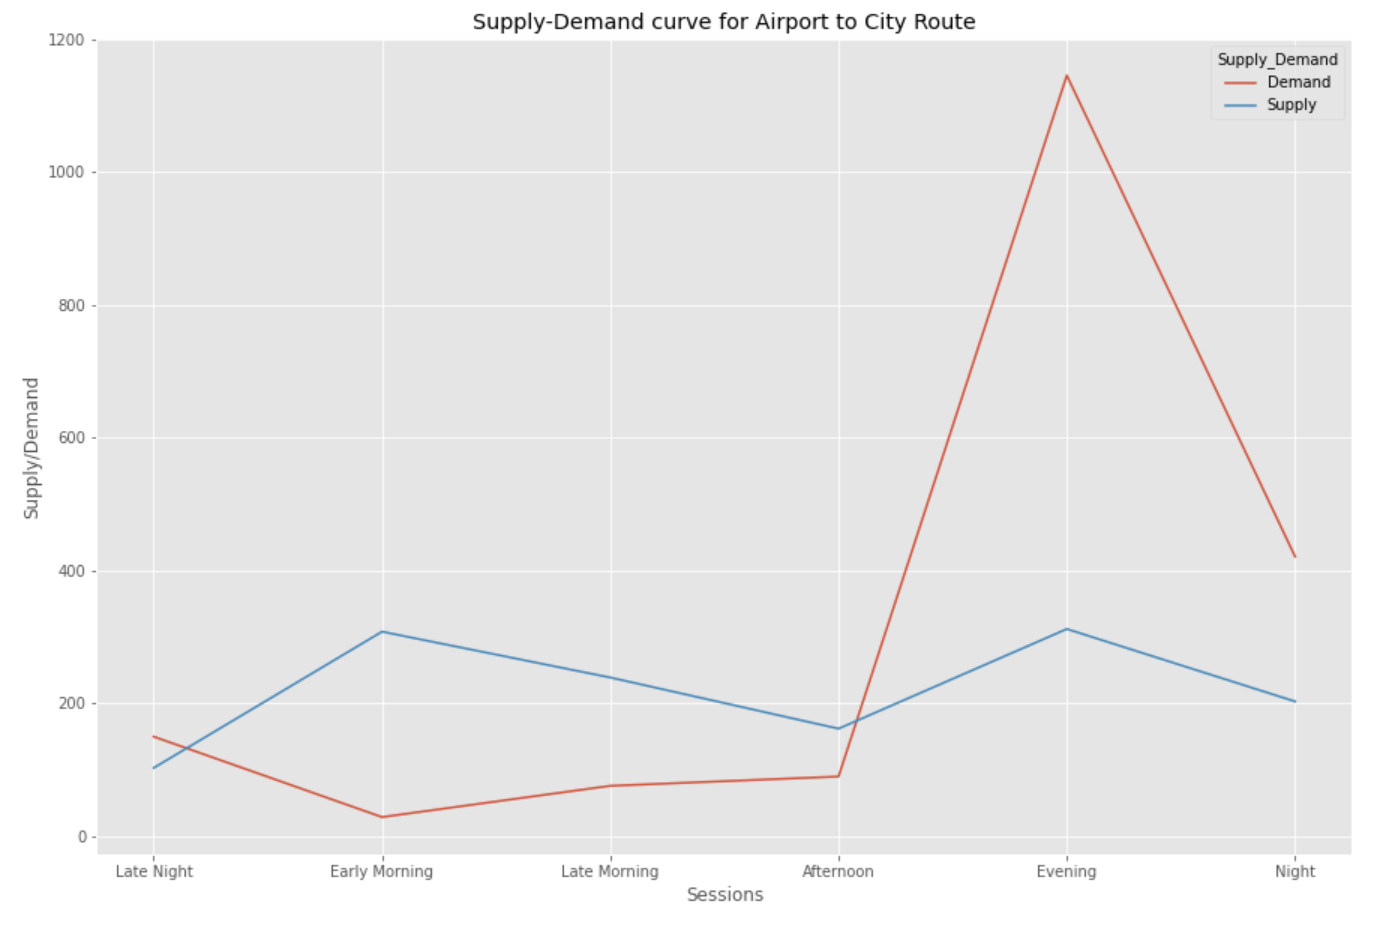 Supply-Demand curve for Airport to City Route
1200
1000
800
600
400
200
0
Supply/Demand
Supply_Demand
Demand
Supply
Late Night
Early Morning
Late Morning
Afternoon
Evening
Night
Sessions